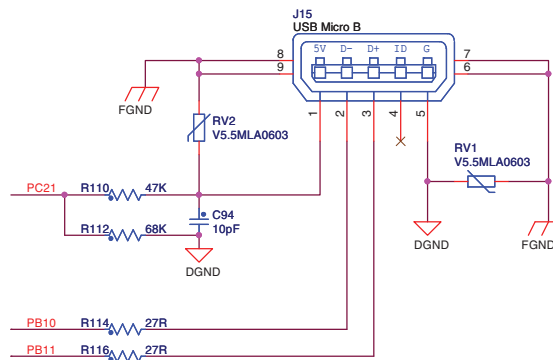 J15
USB Micro B
5V D- D+ ID G
8
9
7
6
1
2
3
4
5
FGND
RV2
V5.5MLA0603
RV1
V5.5MLA0603
PC21
R110
47K
C94
10pF
R112
68K
DGND
DGND
FGND
PB10
R114
27R
PB11
R116
27R